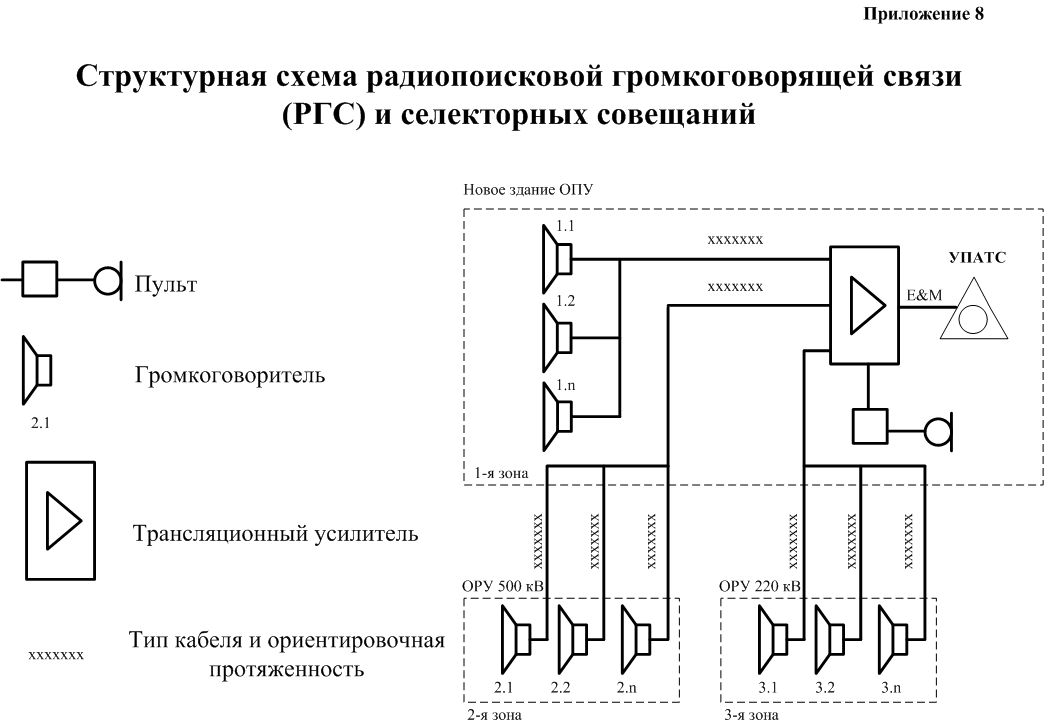 Приложение 8
Структурная схема радиопоисковой громкоговорящей связи
(РГС) и селекторных совещаний
Новое здание ОПУ
1.1
xxxxxxx
УПАТС
Пульт
xxxxxxx
E&M
1.2
Громкоговоритель
1.n
2.1
1-я зона
Трансляционный усилитель
xxxxxxx
xxxxxxx
xxxxxxx
xxxxxxx
xxxxxxx
xxxxxxx
ОРУ 500 кВ
ОРУ 220 кВ
xxxxxxx
Тип кабеля и ориентировочная
протяженность
2.1
2.2
2.n
3.1
3.2
3.n
2-я зона
3-я зона